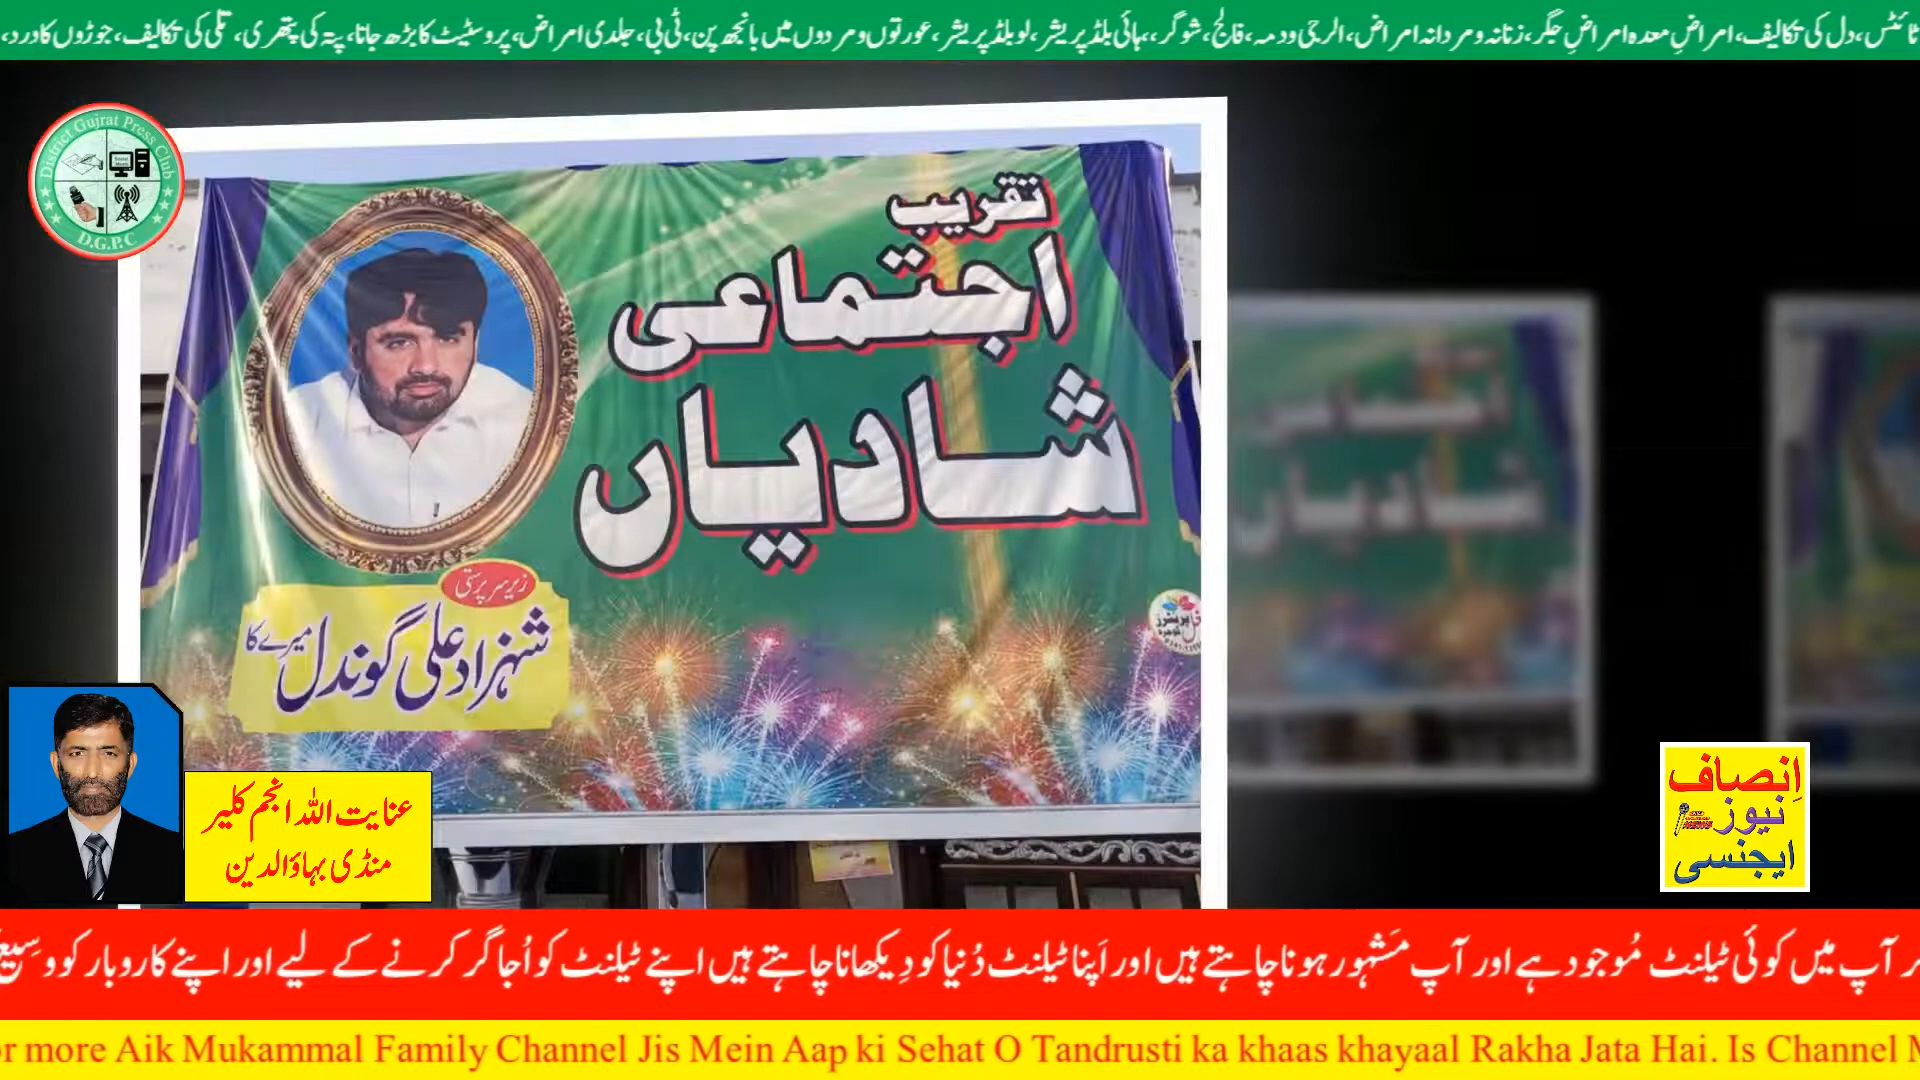 ٹائٹس، دل کی تکالیف، امراضِ معدہ امراضِ جگر، زنانہ و مردانہ امراض، الرجی و دمہ، فالج، شوگر،،ہائی بلڈ پریشر، لو بلڈ پریشر، عورتوں و مردوں میں بانجھ پن، ٹی بی، جلدی امراض، پروسٹیٹ کا بڑھ جانا، پتہ کی پتھری، تلی کی تکالیف، جوڑوں کا درد،
District Gujrat Press Club
D.G.P.C
تقریب
اجتماعی
شادیاں
زیر سرپرستی
شہزاد علی گوندل میرے کا
عنایت اللہ انجم کلیر
منڈی بہاؤالدین
اِنصاف
نیوز
ایجنسی
ر آپ میں کوئی ٹیلنٹ مُوجود ہے اور آپ مَشہُور ہونا چاہتے ہیں اور اَپنا ٹیلنٹ دُنیا کو دِیکھانا چاہتے ہیں اپنے ٹیلنٹ کو اُجاگر کرنے کے لیے اور اپنے کاروبار کو وسِیع
or more Aik Mukammal Family Channel Jis Mein Aap ki Sehat O Tandrusti ka khaas khayaal Rakha Jata Hai. Is Channel M